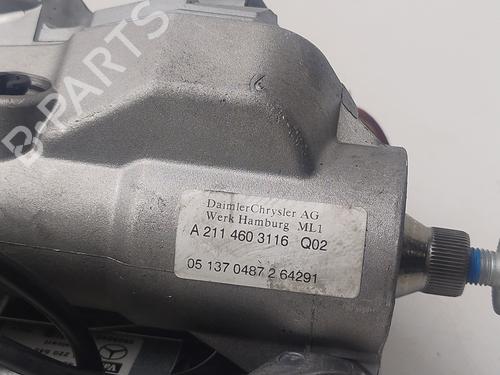 B-PARTS
DaimlerChrysler AG
Werk Hamburg ML1
A 211 460 3116 Q02
05 137 0487 2 64291